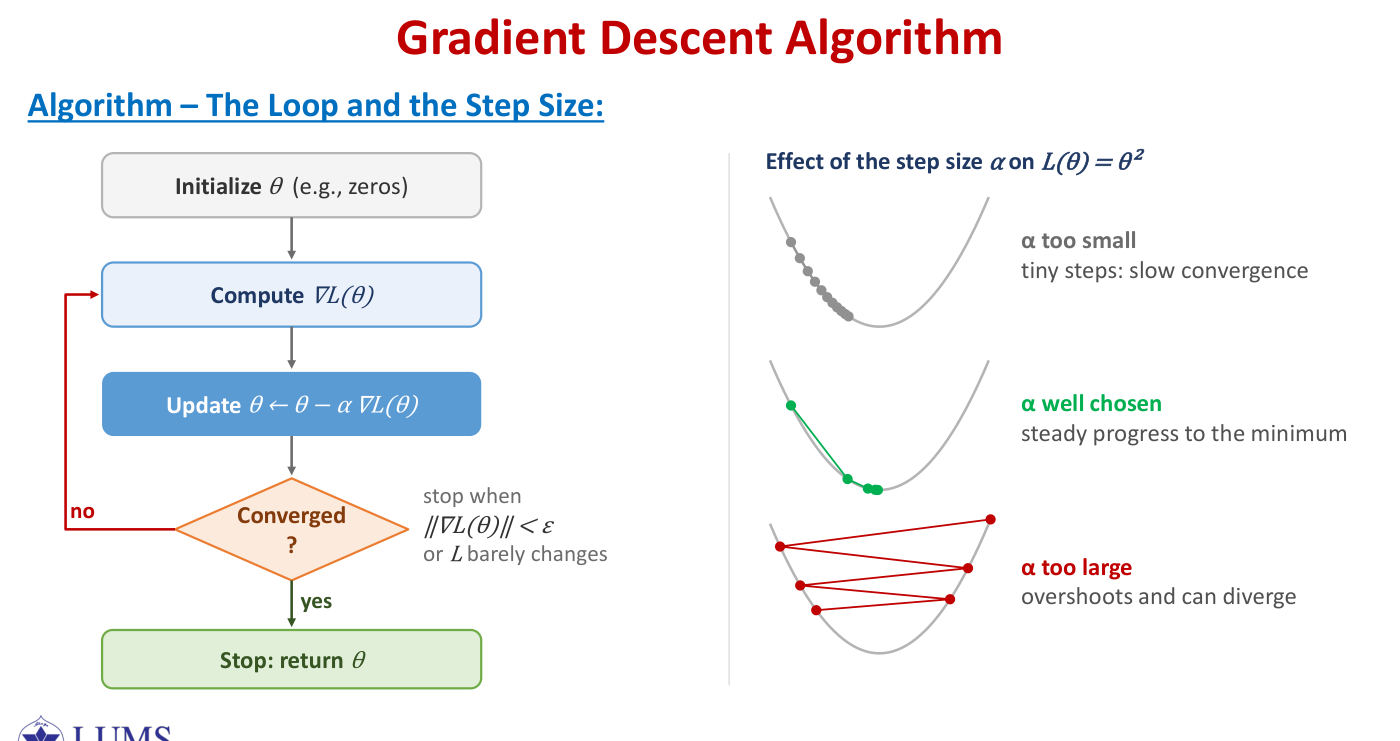 Gradient Descent Algorithm
Algorithm – The Loop and the Step Size:
Initialize θ (e.g., zeros)
Compute ∇L(θ)
Update θ ← θ − α ∇L(θ)
Converged
?
no
yes
stop when
‖∇L(θ)‖ < ε
or L barely changes
Stop: return θ
Effect of the step size α on L(θ) = θ²
α too small
tiny steps: slow convergence
α well chosen
steady progress to the minimum
α too large
overshoots and can diverge
LUMS